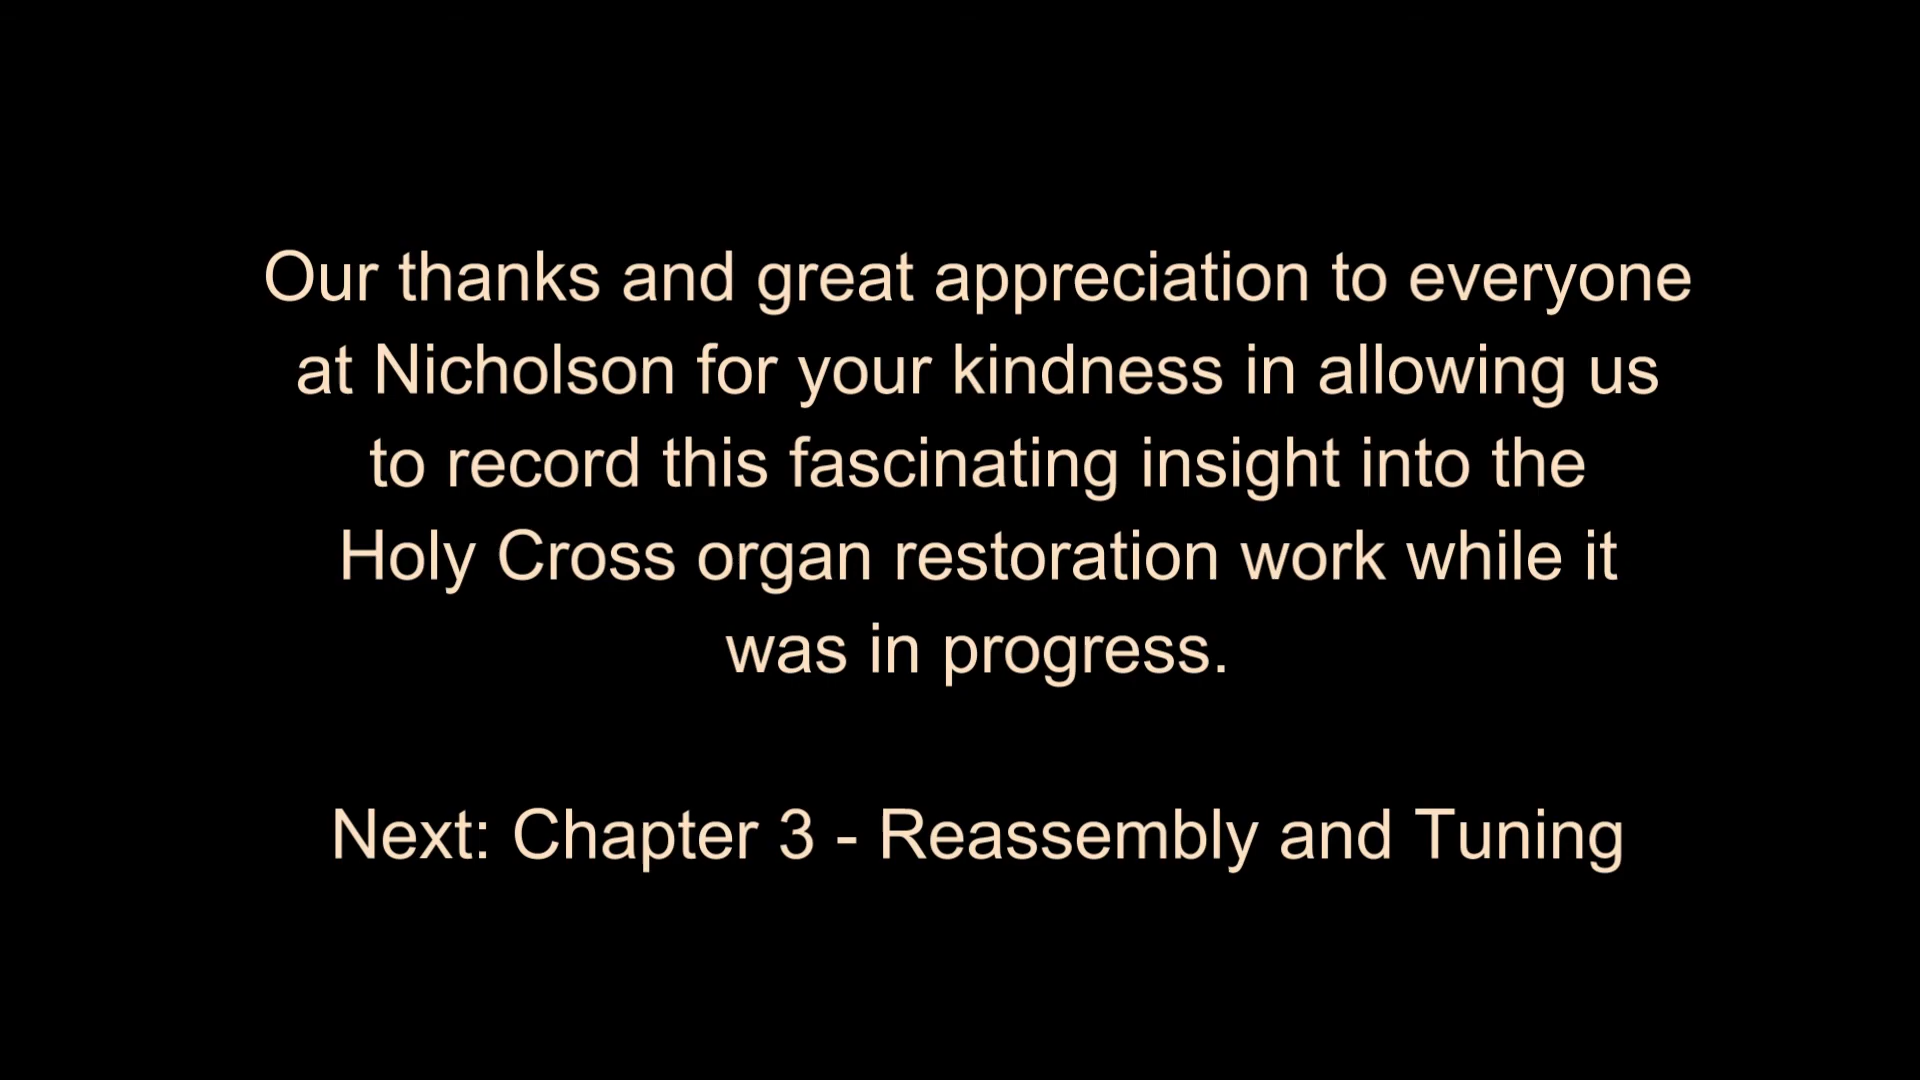 Our thanks and great appreciation to everyone
at Nicholson for your kindness in allowing us
to record this fascinating insight into the
Holy Cross organ restoration work while it
was in progress.
Next: Chapter 3 - Reassembly and Tuning